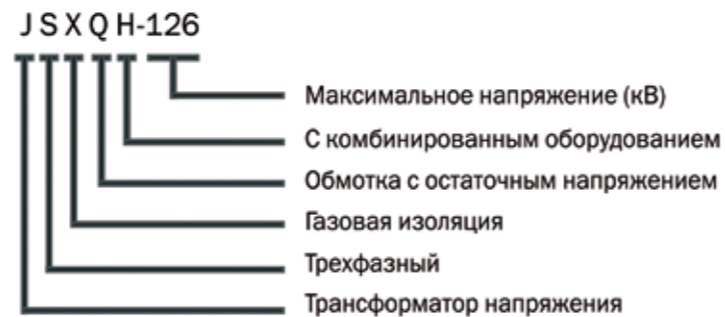 JSXQH-126
Максимальное напряжение (кВ)
С комбинированным оборудованием
Обмотка с остаточным напряжением
Газовая изоляция
Трехфазный
Трансформатор напряжения